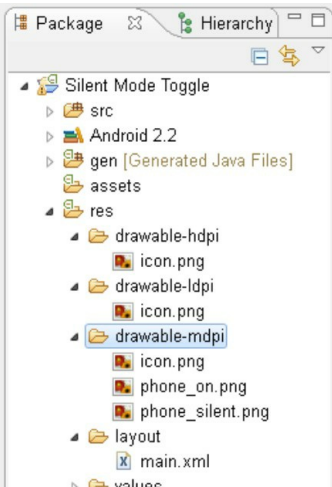 Package Hierarchy
Silent Mode Toggle
src
Android 2.2
gen [Generated Java Files]
assets
res
drawable-hdpi
icon.png
drawable-ldpi
icon.png
drawable-mdpi
icon.png
phone_on.png
phone_silent.png
layout
main.xml
values